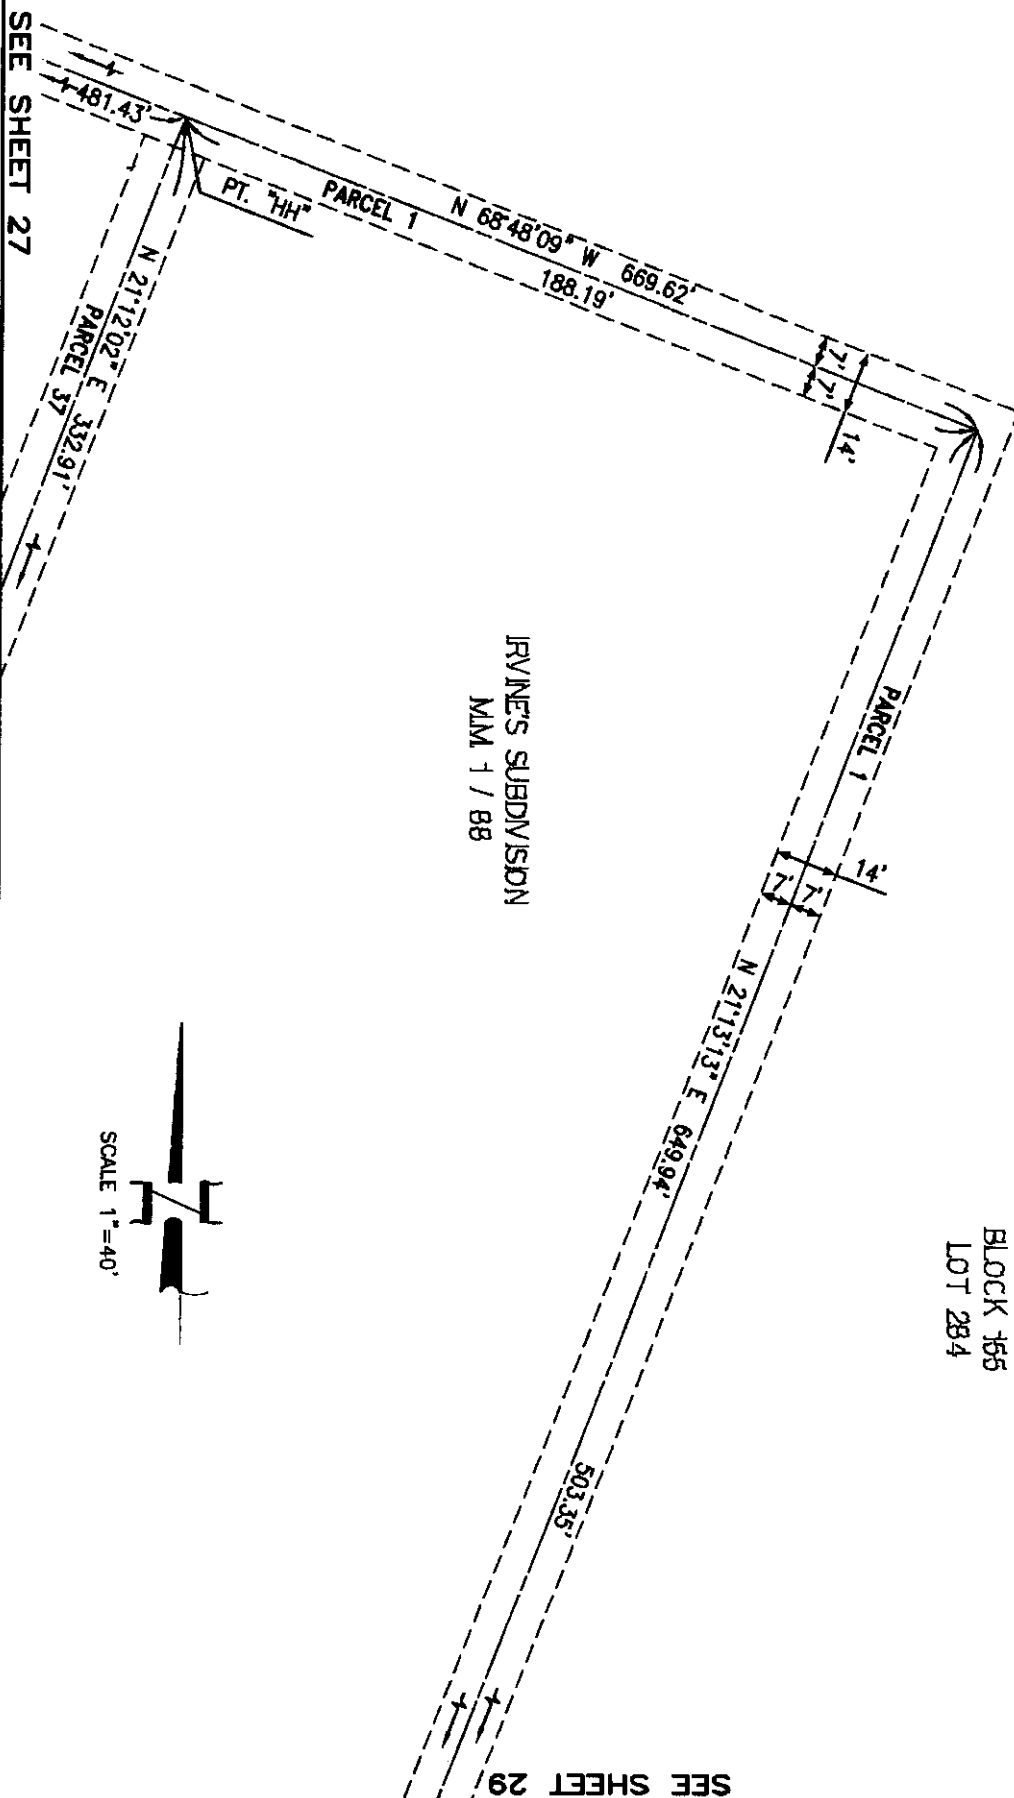 SEE SHEET 27
481.43'
PT. "HH"
PARCEL 1
N 68°48'09" W 669.62'
188.19'
7' 7'
14'
N 21°12'02" E 332.91'
PARCEL 37
PARCEL 1
14'
7' 7'
N 21°13'13" E 649.94'
503.35'
IRVINE'S SUBDIVISION
M.M. 1 / 88
BLOCK 155
LOT 284
SCALE 1"=40'
SEE SHEET 29